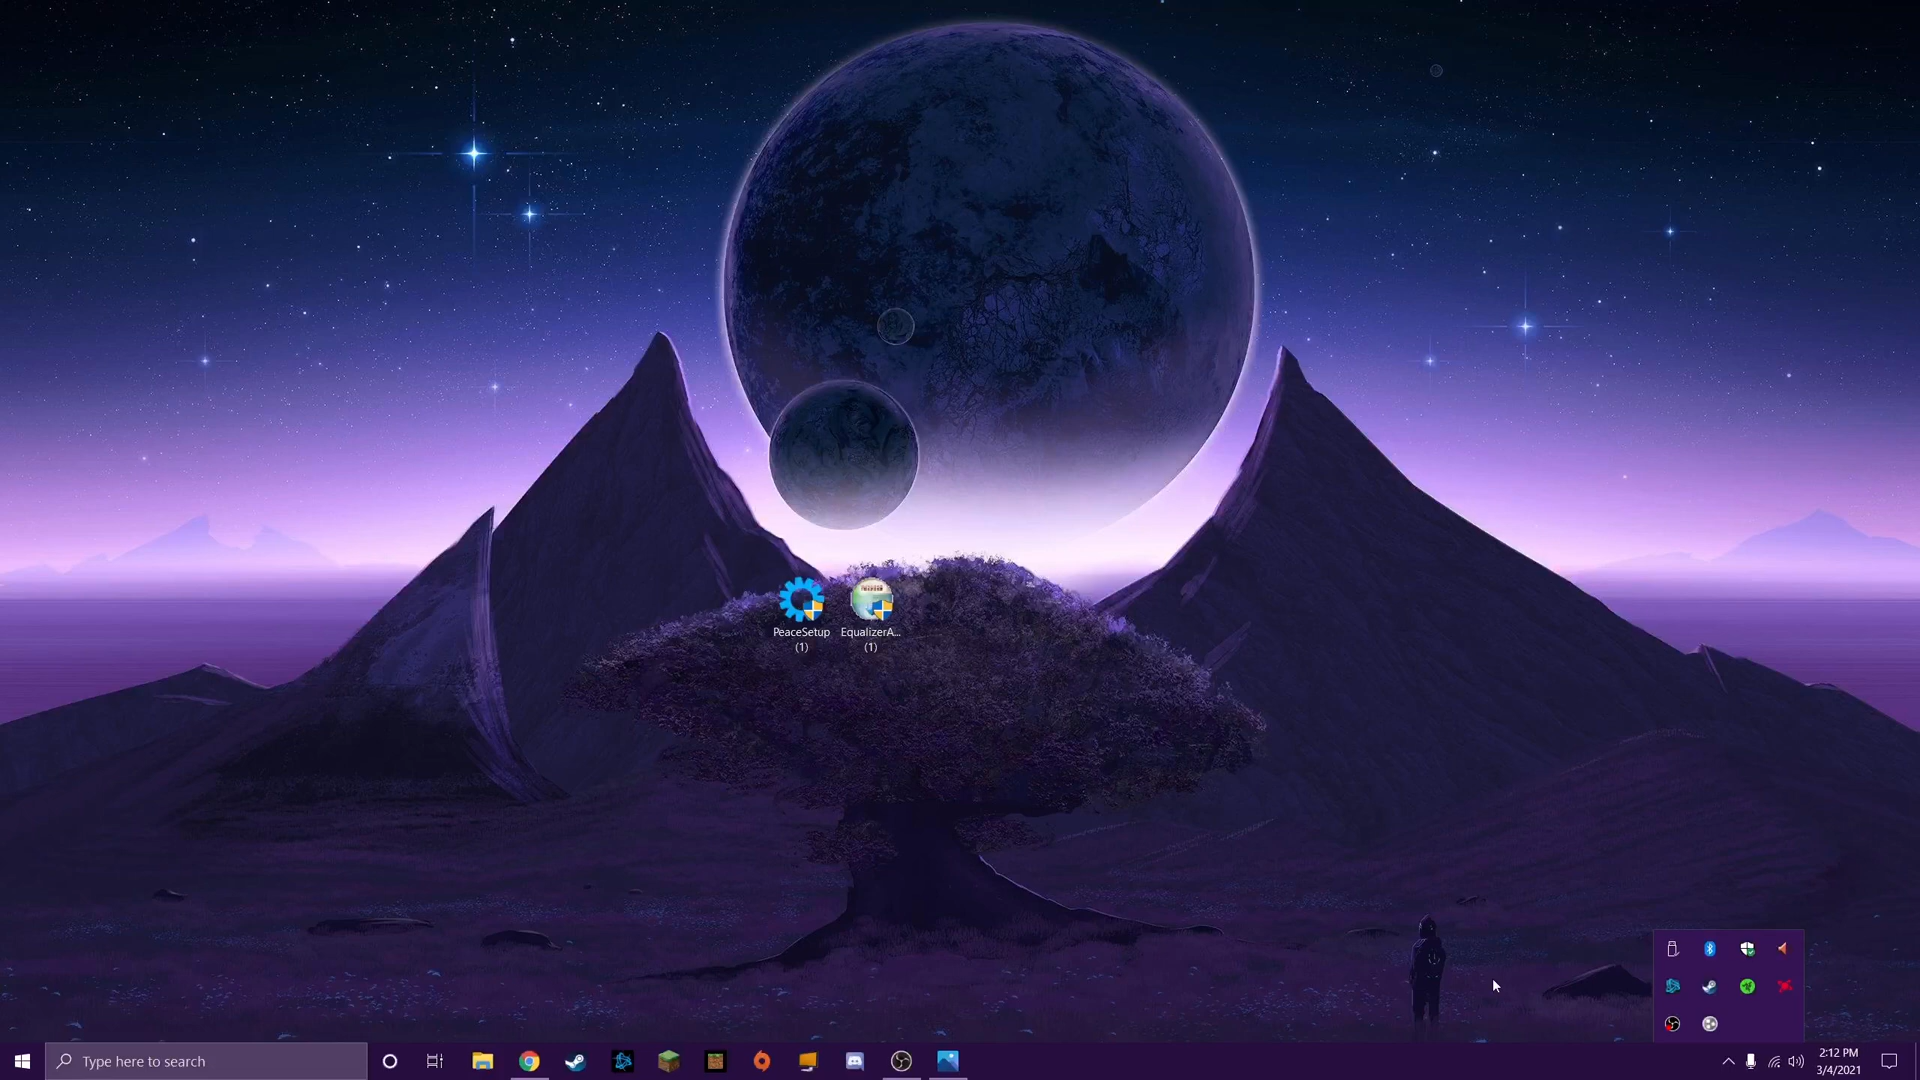 PeaceSetup
(1)
EqualizerA...
(1)
Type here to search
2:12 PM
3/4/2021